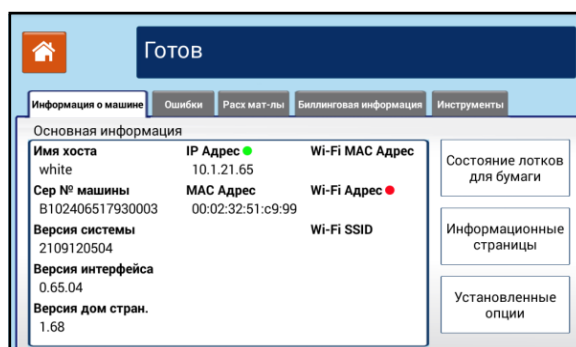 Готов
Информация о машине Ошибки Расх мат-лы Биллинговая информация Инструменты
Основная информация
Имя хоста IP Адрес Wi-Fi MAC Адрес
white 10.1.21.65
Сер № машины MAC Адрес Wi-Fi Адрес
B102406517930003 00:02:32:51:c9:99
Версия системы Wi-Fi SSID
2109120504
Версия интерфейса
0.65.04
Версия дом стран.
1.68
Состояние лотков
для бумаги
Информационные
страницы
Установленные
опции